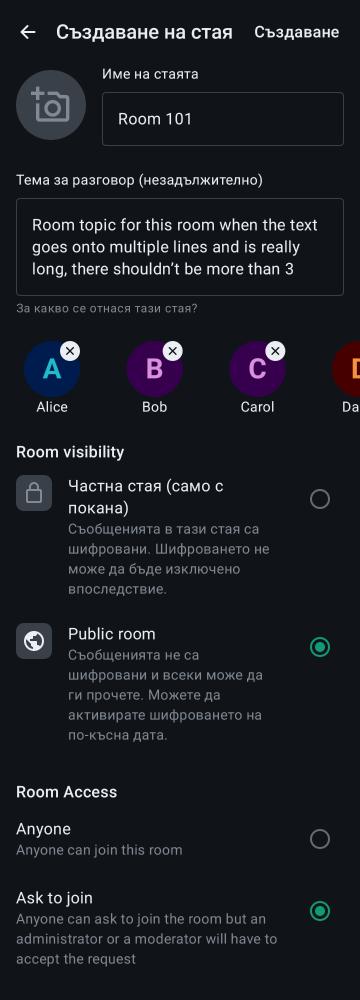 Създаване на стая
Създаване
Име на стаята
Room 101
Тема за разговор (незадължително)
Room topic for this room when the text
goes onto multiple lines and is really
long, there shouldn’t be more than 3
За какво се отнася тази стая?
A
B
C
D
Alice
Bob
Carol
Da
Room visibility
Частна стая (само с
покана)
Съобщенията в тази стая са
шифровани. Шифроването не
може да бъде изключено
впоследствие.
Public room
Съобщенията не са
шифровани и всеки може да
ги прочете. Можете да
активирате шифроването на
по-късна дата.
Room Access
Anyone
Anyone can join this room
Ask to join
Anyone can ask to join the room but an
administrator or a moderator will have to
accept the request